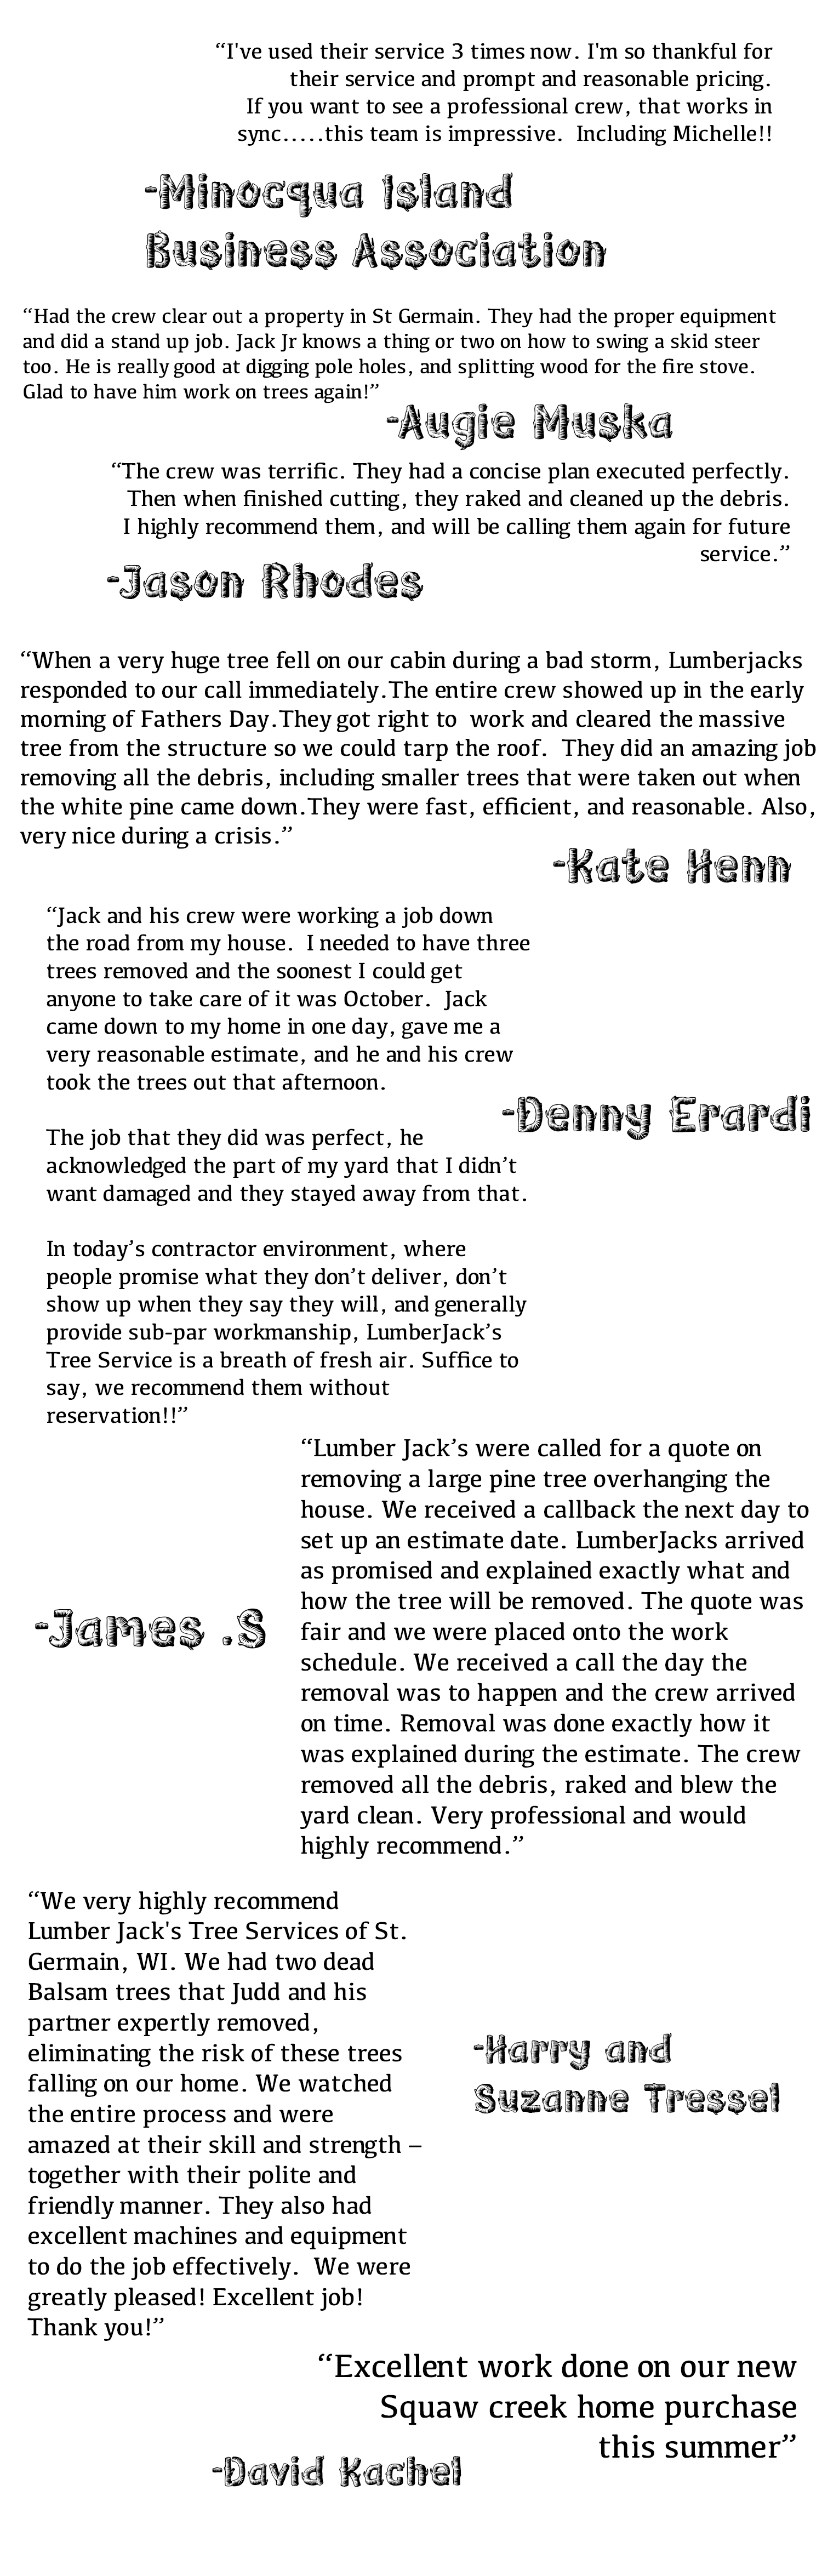 “I've used their service 3 times now. I'm so thankful for
their service and prompt and reasonable pricing.
If you want to see a professional crew, that works in
sync.....this team is impressive.  Including Michelle!!
-Minocqua Island
Business Association
“Had the crew clear out a property in St Germain. They had the proper equipment
and did a stand up job. Jack Jr knows a thing or two on how to swing a skid steer
too. He is really good at digging pole holes, and splitting wood for the fire stove.
Glad to have him work on trees again!”
-Augie Muska
“The crew was terrific. They had a concise plan executed perfectly.
Then when finished cutting, they raked and cleaned up the debris.
I highly recommend them, and will be calling them again for future
service.”
-Jason Rhodes
“When a very huge tree fell on our cabin during a bad storm, Lumberjacks
responded to our call immediately.The entire crew showed up in the early
morning of Fathers Day.They got right to  work and cleared the massive
tree from the structure so we could tarp the roof.  They did an amazing job
removing all the debris, including smaller trees that were taken out when
the white pine came down.They were fast, efficient, and reasonable. Also,
very nice during a crisis.”
-Kate Henn
“Jack and his crew were working a job down
the road from my house.  I needed to have three
trees removed and the soonest I could get
anyone to take care of it was October.  Jack
came down to my home in one day, gave me a
very reasonable estimate, and he and his crew
took the trees out that afternoon.
The job that they did was perfect, he
acknowledged the part of my yard that I didn’t
want damaged and they stayed away from that.
In today’s contractor environment, where
people promise what they don’t deliver, don’t
show up when they say they will, and generally
provide sub-par workmanship, LumberJack’s
Tree Service is a breath of fresh air. Suffice to
say, we recommend them without
reservation!!”
-Denny Erardi
“Lumber Jack’s were called for a quote on
removing a large pine tree overhanging the
house. We received a callback the next day to
set up an estimate date. LumberJacks arrived
as promised and explained exactly what and
how the tree will be removed. The quote was
fair and we were placed onto the work
schedule. We received a call the day the
removal was to happen and the crew arrived
on time. Removal was done exactly how it
was explained during the estimate. The crew
removed all the debris, raked and blew the
yard clean. Very professional and would
highly recommend.”
-James .S
“We very highly recommend
Lumber Jack's Tree Services of St.
Germain, WI. We had two dead
Balsam trees that Judd and his
partner expertly removed,
eliminating the risk of these trees
falling on our home. We watched
the entire process and were
amazed at their skill and strength –
together with their polite and
friendly manner. They also had
excellent machines and equipment
to do the job effectively.  We were
greatly pleased! Excellent job!
Thank you!”
-Harry and
Suzanne Tressel
“Excellent work done on our new
Squaw creek home purchase
this summer”
-David Kachel